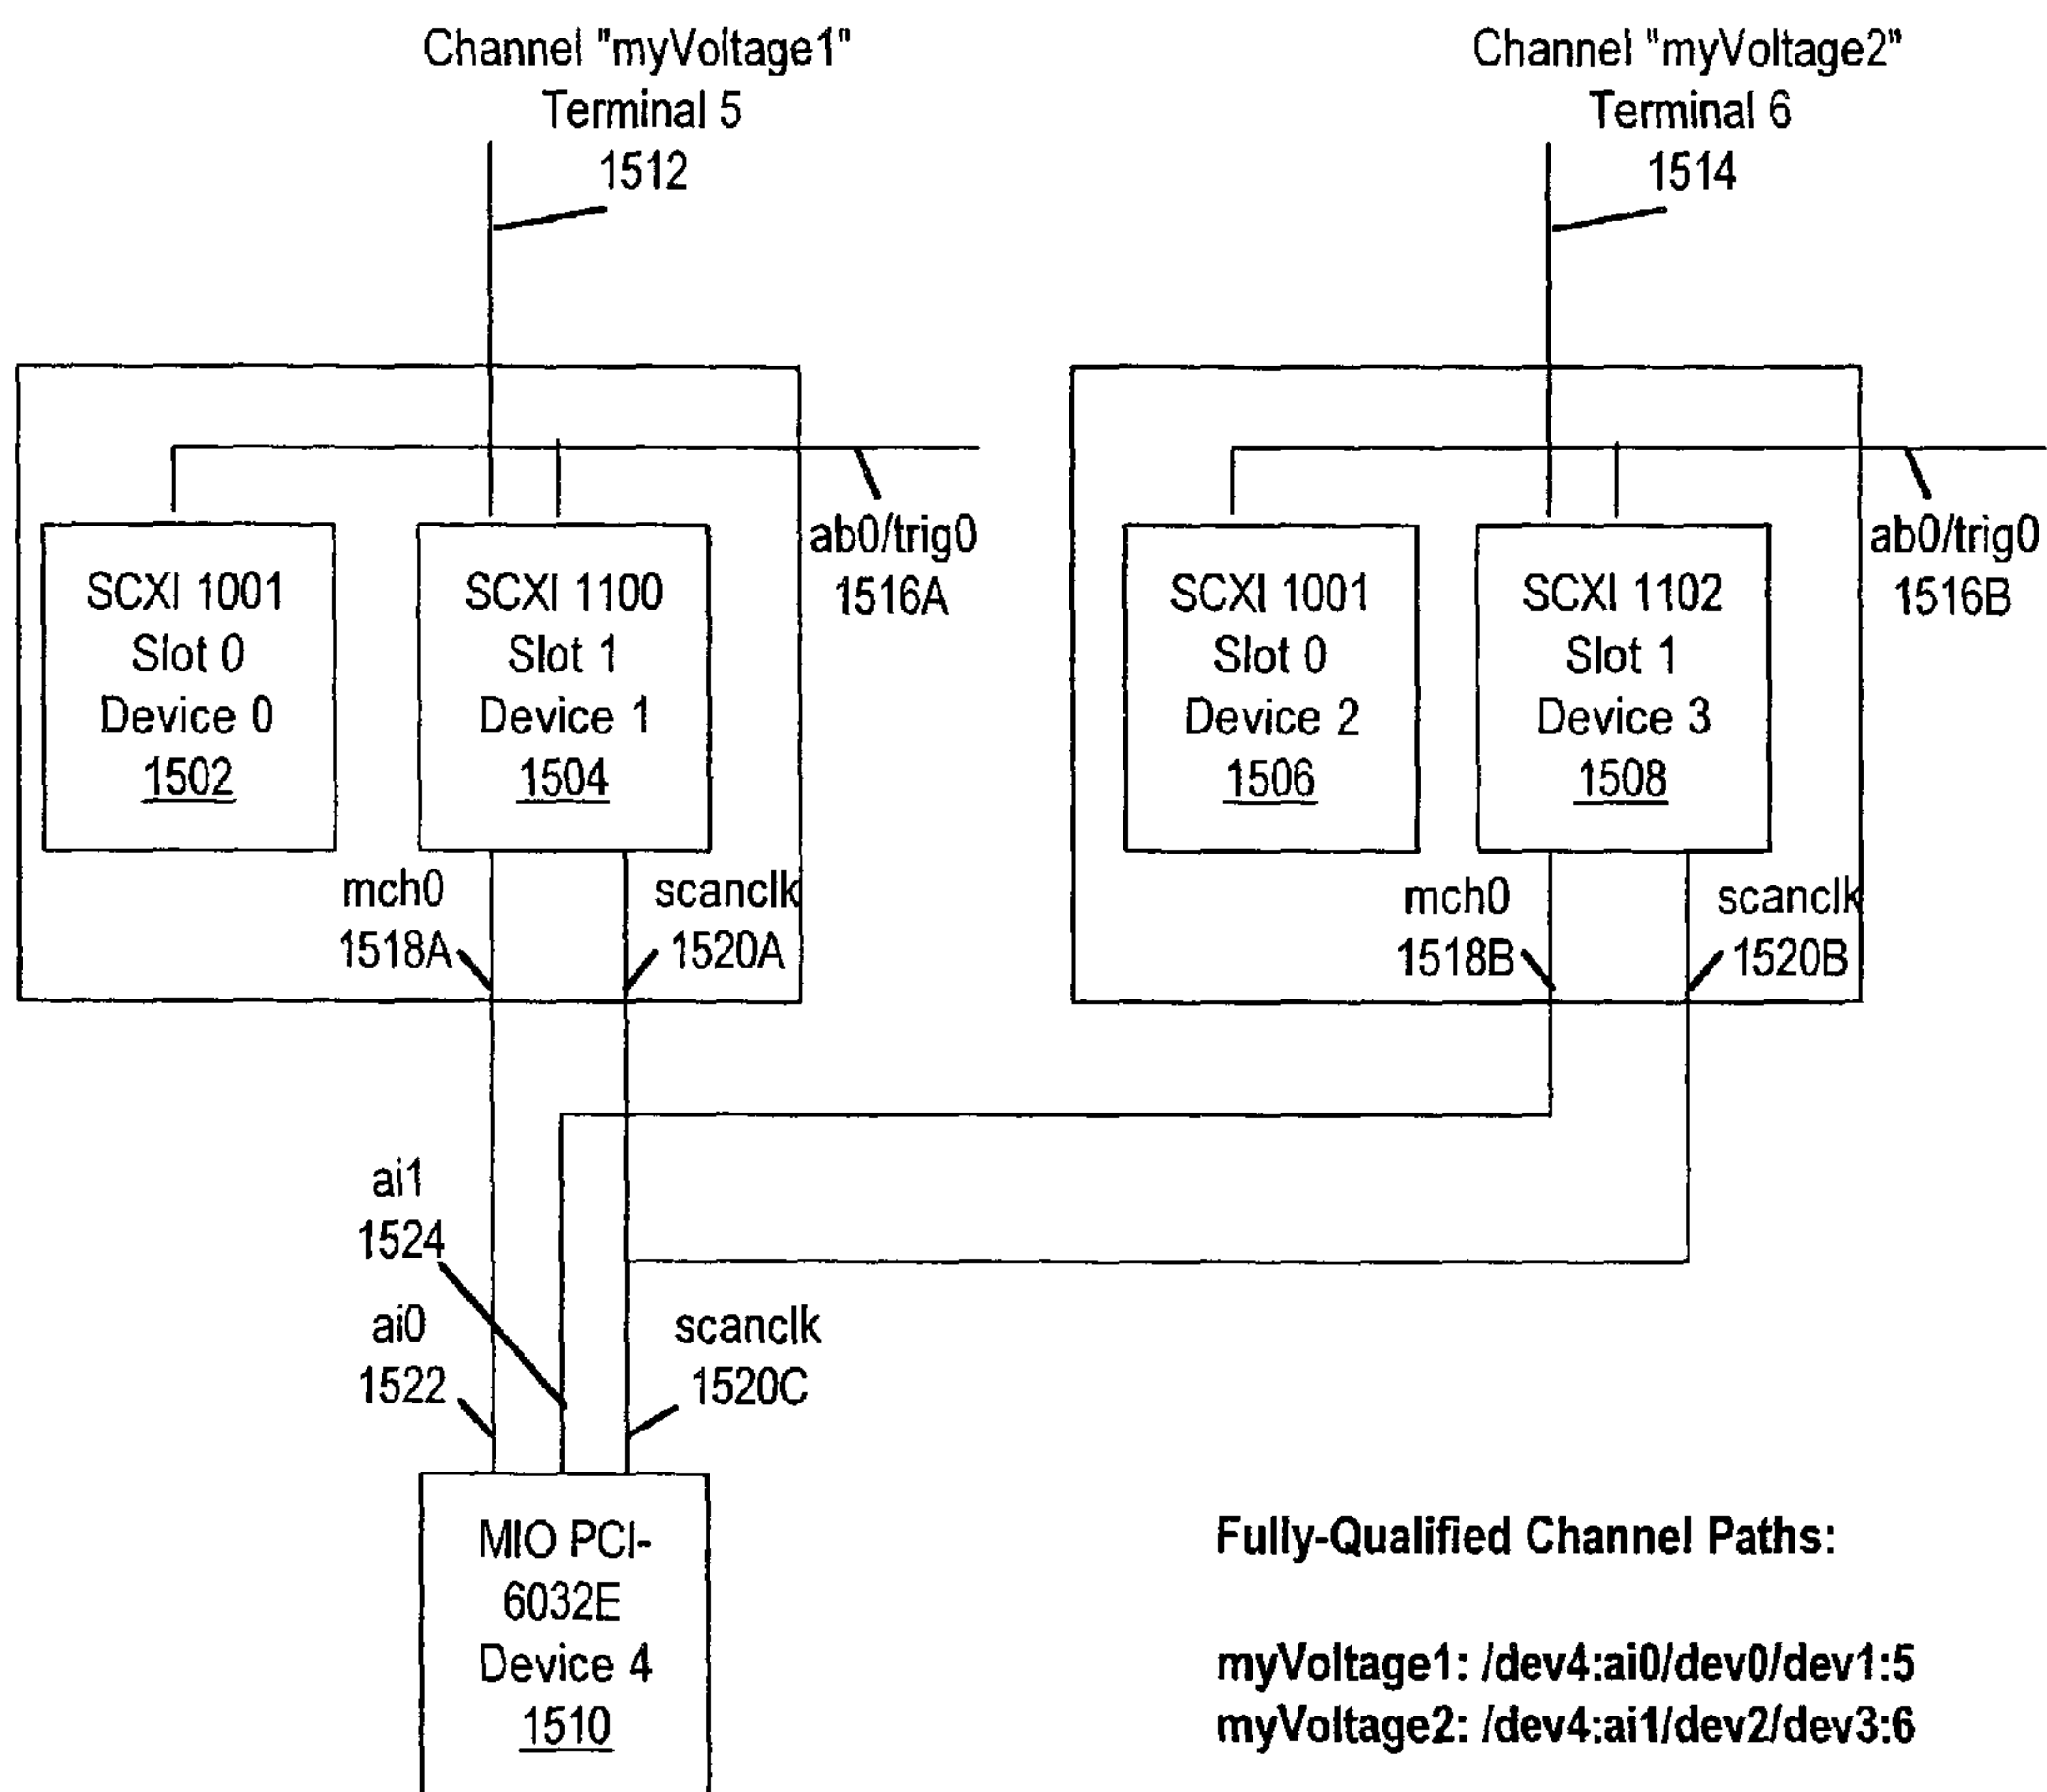 Channel "myVoltage1"
Terminal 5
1512
Channel "myVoltage2"
Terminal 6
1514
ab0/trig0
1516A
ab0/trig0
1516B
SCXI 1001
Slot 0
Device 0
1502
SCXI 1100
Slot 1
Device 1
1504
SCXI 1001
Slot 0
Device 2
1506
SCXI 1102
Slot 1
Device 3
1508
mch0
1518A
scanclk
1520A
mch0
1518B
scanclk
1520B
ai1
1524
ai0
1522
scanclk
1520C
MIO PCI-
6032E
Device 4
1510
Fully-Qualified Channel Paths:
myVoltage1: /dev4:ai0/dev0/dev1:5
myVoltage2: /dev4:ai1/dev2/dev3:6